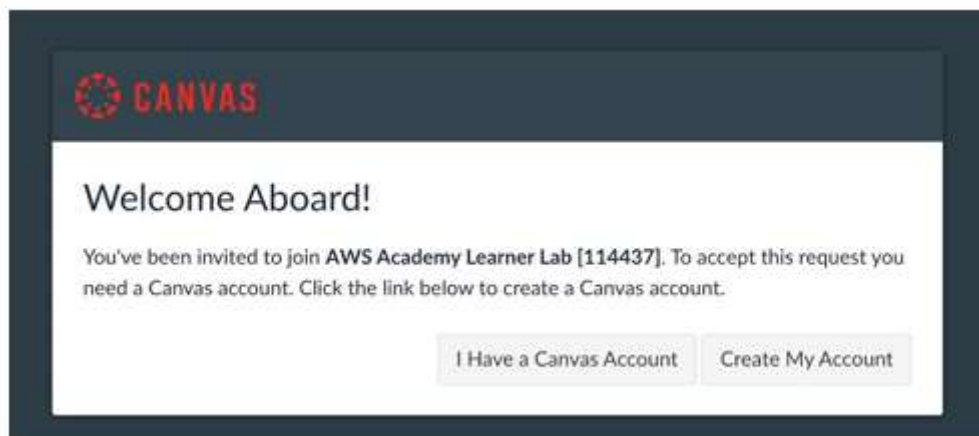 CANVAS
Welcome Aboard!
You've been invited to join AWS Academy Learner Lab [114437]. To accept this request you
need a Canvas account. Click the link below to create a Canvas account.
I Have a Canvas Account Create My Account